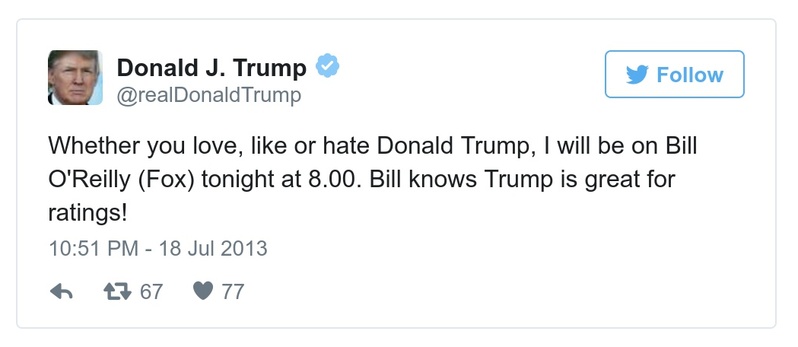 Donald J. Trump
@realDonaldTrump
Follow
Whether you love, like or hate Donald Trump, I will be on Bill
O'Reilly (Fox) tonight at 8.00. Bill knows Trump is great for
ratings!
10:51 PM - 18 Jul 2013
67 77